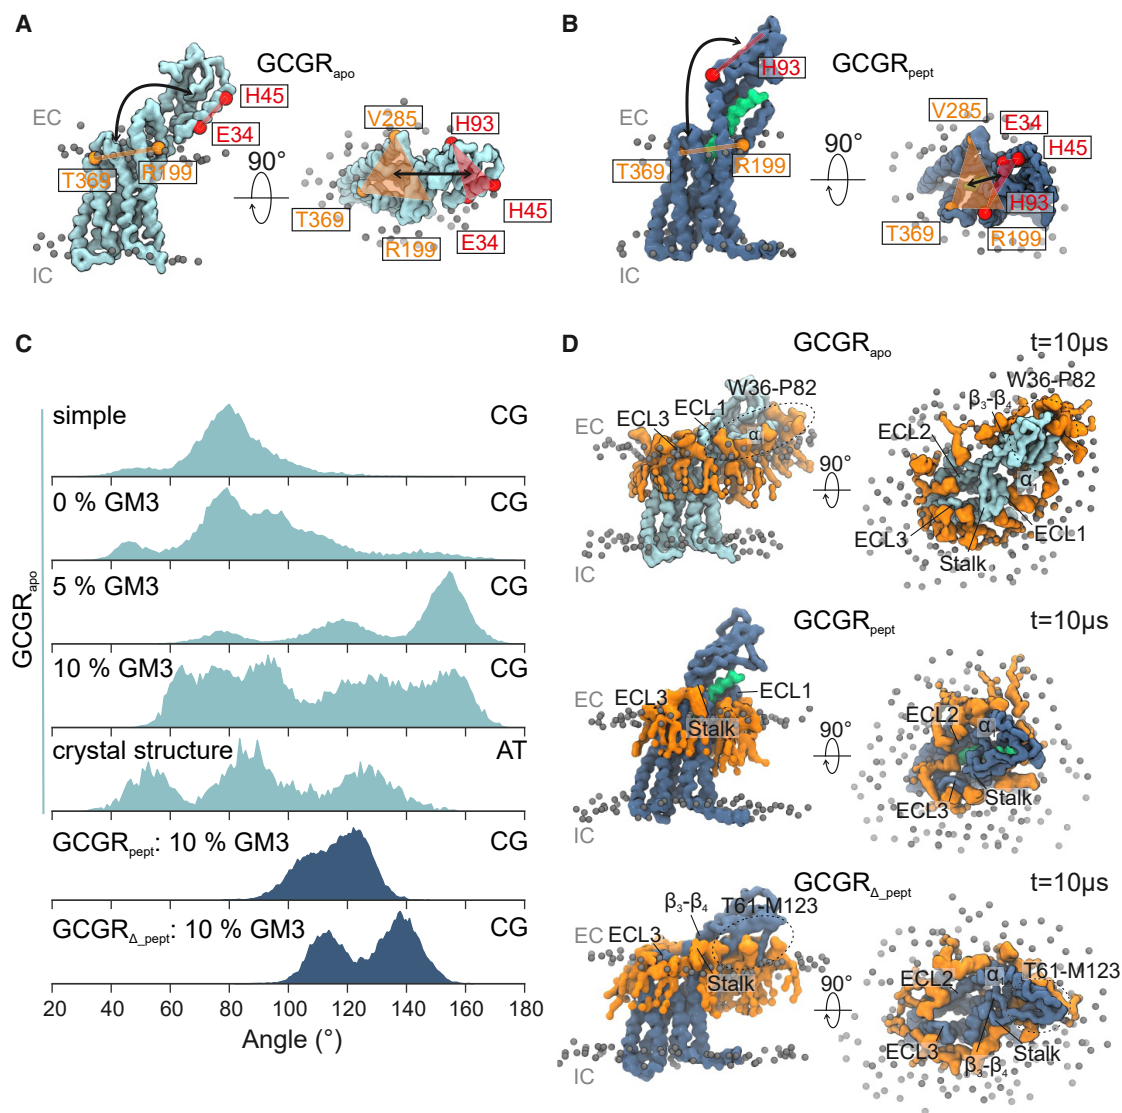 A
GCGRapo
EC
H45
E34
T369
R199
IC
90°
V285
H93
T369
R199
E34
H45
B
GCGRpept
H93
EC
T369
R199
IC
90°
V285
E34
H45
H93
T369
R199
C
GCGRapo
simple CG
0 % GM3 CG
5 % GM3 CG
10 % GM3 CG
crystal structure AT
GCGRpept: 10 % GM3 CG
GCGRΔ_pept: 10 % GM3 CG
20 40 60 80 100 120 140 160 180
Angle (°)
D
GCGRapo t=10µs
W36-P82
ECL1
ECL3
EC
α
IC
90°
W36-P82
β3-β4
ECL2
α1
ECL3
ECL1
Stalk
GCGRpept t=10µs
EC
ECL3
ECL1
Stalk
IC
90°
ECL2
α1
Stalk
ECL3
GCGRΔ_pept t=10µs
β3-β4
T61-M123
EC
ECL3
Stalk
IC
90°
ECL2
α1
T61-M123
ECL3
β3-β4
Stalk